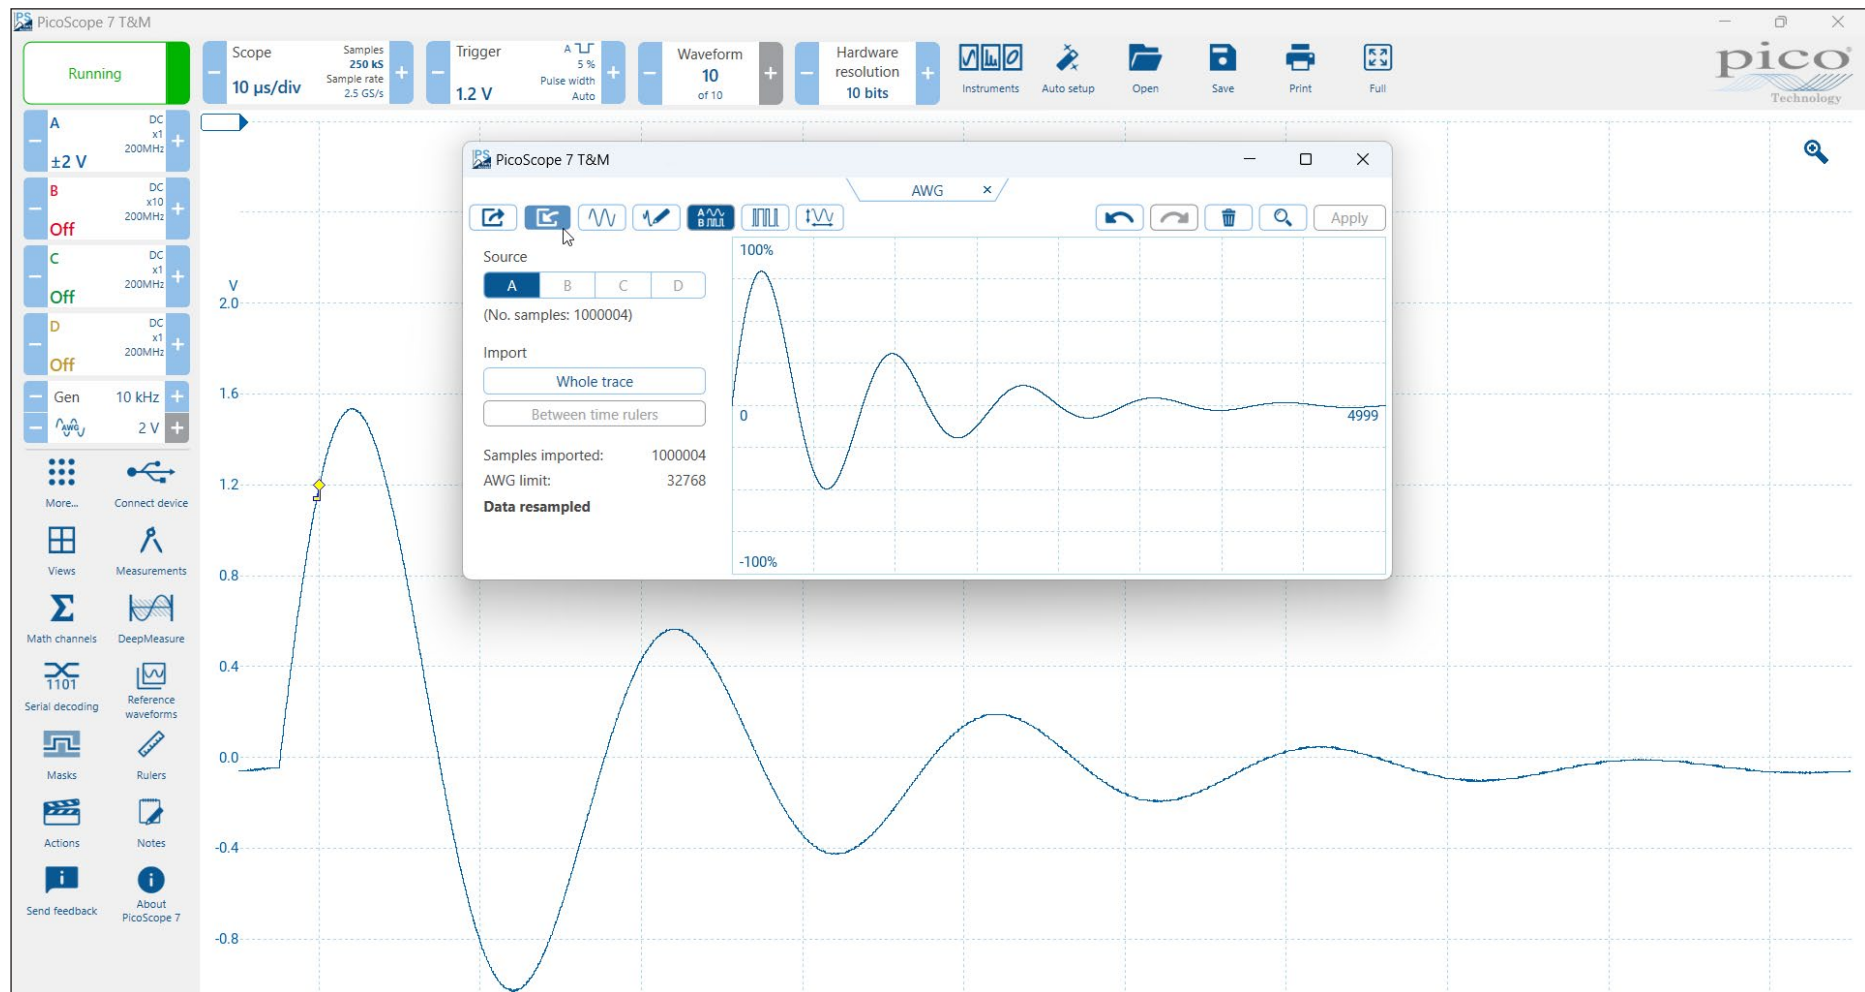 PicoScope 7 T&M
Running
Scope
10 µs/div
Samples
250 kS
Sample rate
2.5 GS/s
Trigger
1.2 V
A
5 %
Pulse width
Auto
Waveform
10
of 10
Hardware
resolution
10 bits
Instruments
Auto setup
Open
Save
Print
Full
pico
Technology
A
±2 V
DC
x1
200MHz
B
Off
DC
x10
200MHz
C
Off
DC
x1
200MHz
D
Off
DC
x1
200MHz
Gen
10 kHz
AWG
2 V
More...
Connect device
Views
Measurements
Math channels
DeepMeasure
1101
Serial decoding
Reference
waveforms
Masks
Rulers
Actions
Notes
Send feedback
About
PicoScope 7
V
2.0
1.6
1.2
0.8
0.4
0.0
-0.4
-0.8
PicoScope 7 T&M
AWG
A
B
Apply
Source
A B C D
(No. samples: 1000004)
Import
Whole trace
Between time rulers
Samples imported: 1000004
AWG limit: 32768
Data resampled
100%
0
4999
-100%